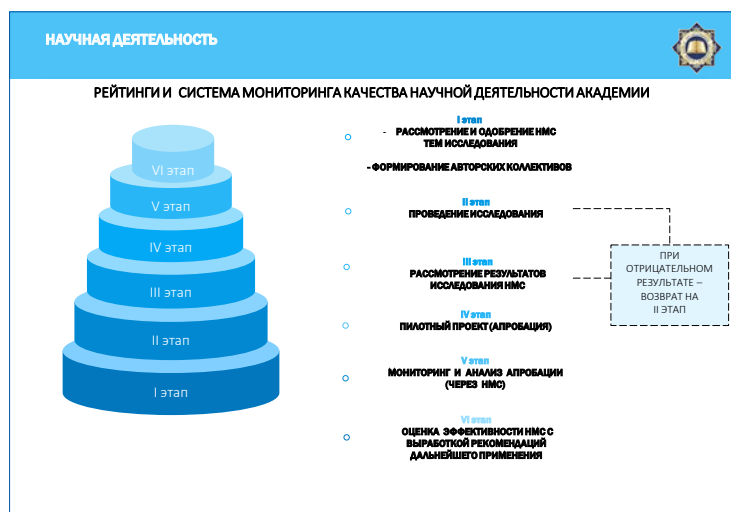 НАУЧНАЯ ДЕЯТЕЛЬНОСТЬ
РЕЙТИНГИ И СИСТЕМА МОНИТОРИНГА КАЧЕСТВА НАУЧНОЙ ДЕЯТЕЛЬНОСТИ АКАДЕМИИ
VI этап
V этап
IV этап
III этап
II этап
I этап
I этап
- РАССМОТРЕНИЕ И ОДОБРЕНИЕ НМС
ТЕМ ИССЛЕДОВАНИЯ
- ФОРМИРОВАНИЕ АВТОРСКИХ КОЛЛЕКТИВОВ
II этап
ПРОВЕДЕНИЕ ИССЛЕДОВАНИЯ
III этап
РАССМОТРЕНИЕ РЕЗУЛЬТАТОВ
ИССЛЕДОВАНИЯ НМС
IV этап
ПИЛОТНЫЙ ПРОЕКТ (АПРОБАЦИЯ)
V этап
МОНИТОРИНГ И АНАЛИЗ АПРОБАЦИИ
(ЧЕРЕЗ НМС)
VI этап
ОЦЕНКА ЭФФЕКТИВНОСТИ НМС С
ВЫРАБОТКОЙ РЕКОМЕНДАЦИЙ
ДАЛЬНЕЙШЕГО ПРИМЕНЕНИЯ
ПРИ
ОТРИЦАТЕЛЬНОМ
РЕЗУЛЬТАТЕ –
ВОЗВРАТ НА
II ЭТАП